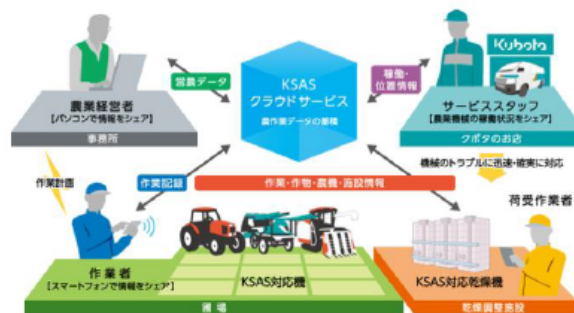 Kubota
KSAS
クラウドサービス
農作業データの蓄積
営農データ
稼働・
位置情報
農業経営者
【パソコンで情報をシェア】
事務所
サービススタッフ
【農業機械の稼働状況をシェア】
クボタのお店
作業計画
作業記録
作業・作物・農機・施設情報
機械のトラブルに迅速・確実に対応
荷受作業者
作業者
【スマートフォンで情報をシェア】
KSAS対応機
圃場
KSAS対応乾燥機
乾燥調整施設